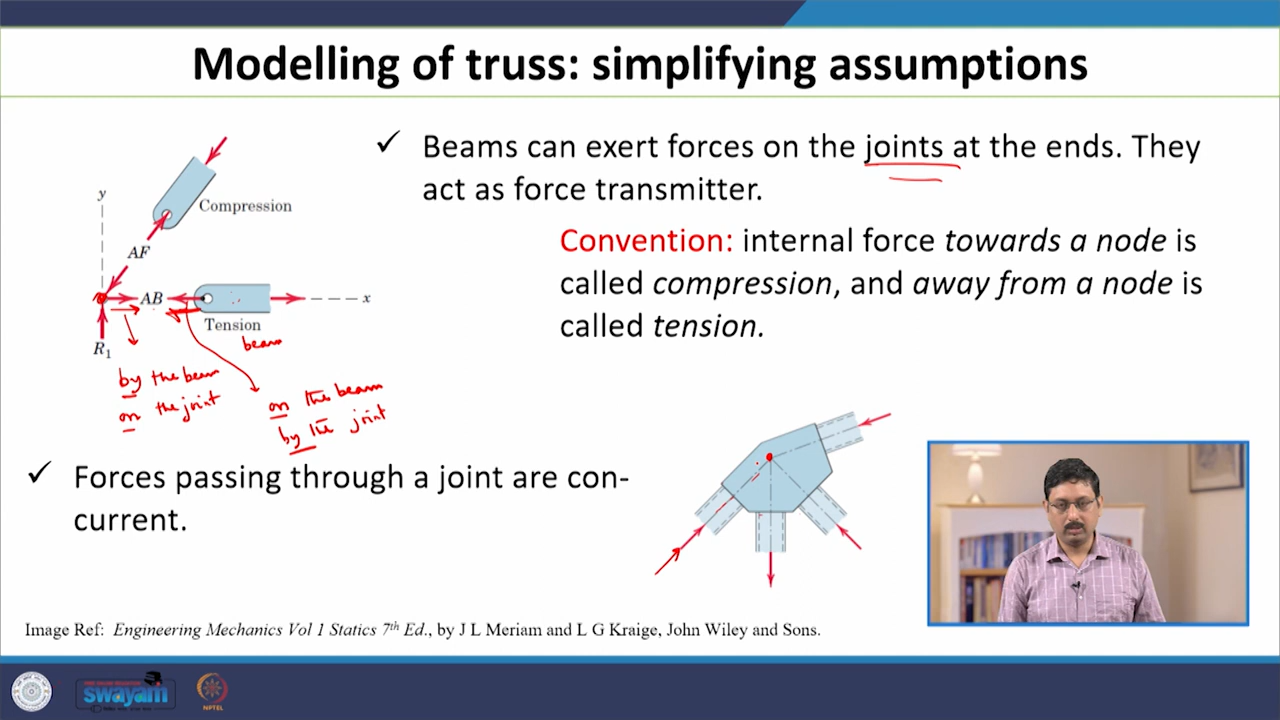 Modelling of truss: simplifying assumptions
✓ Beams can exert forces on the joints at the ends. They
act as force transmitter.
Convention: internal force towards a node is
called compression, and away from a node is
called tension.
y
Compression
AF
AB
x
Tension
R1
beam
by the beam
on the joint
on the beam
by the joint
✓ Forces passing through a joint are con-
current.
Image Ref: Engineering Mechanics Vol 1 Statics 7th Ed., by J L Meriam and L G Kraige, John Wiley and Sons.
swayam
NPTEL